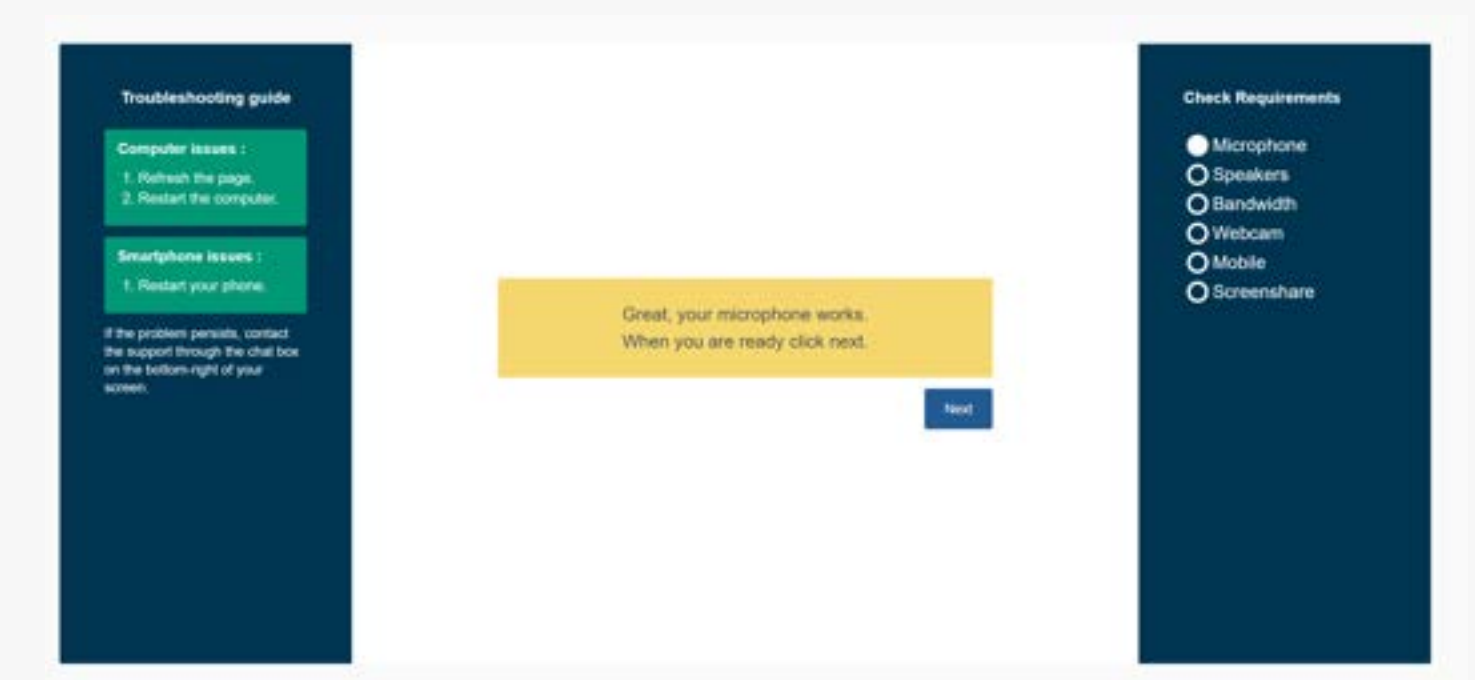 Troubleshooting guide
Computer issues :
1. Refresh the page.
2. Restart the computer.
Smartphone issues :
1. Restart your phone.
If the problem persists, contact
the support through the chat box
on the bottom-right of your
screen.
Great, your microphone works.
When you are ready click next.
Next
Check Requirements
Microphone
Speakers
Bandwidth
Webcam
Mobile
Screenshare